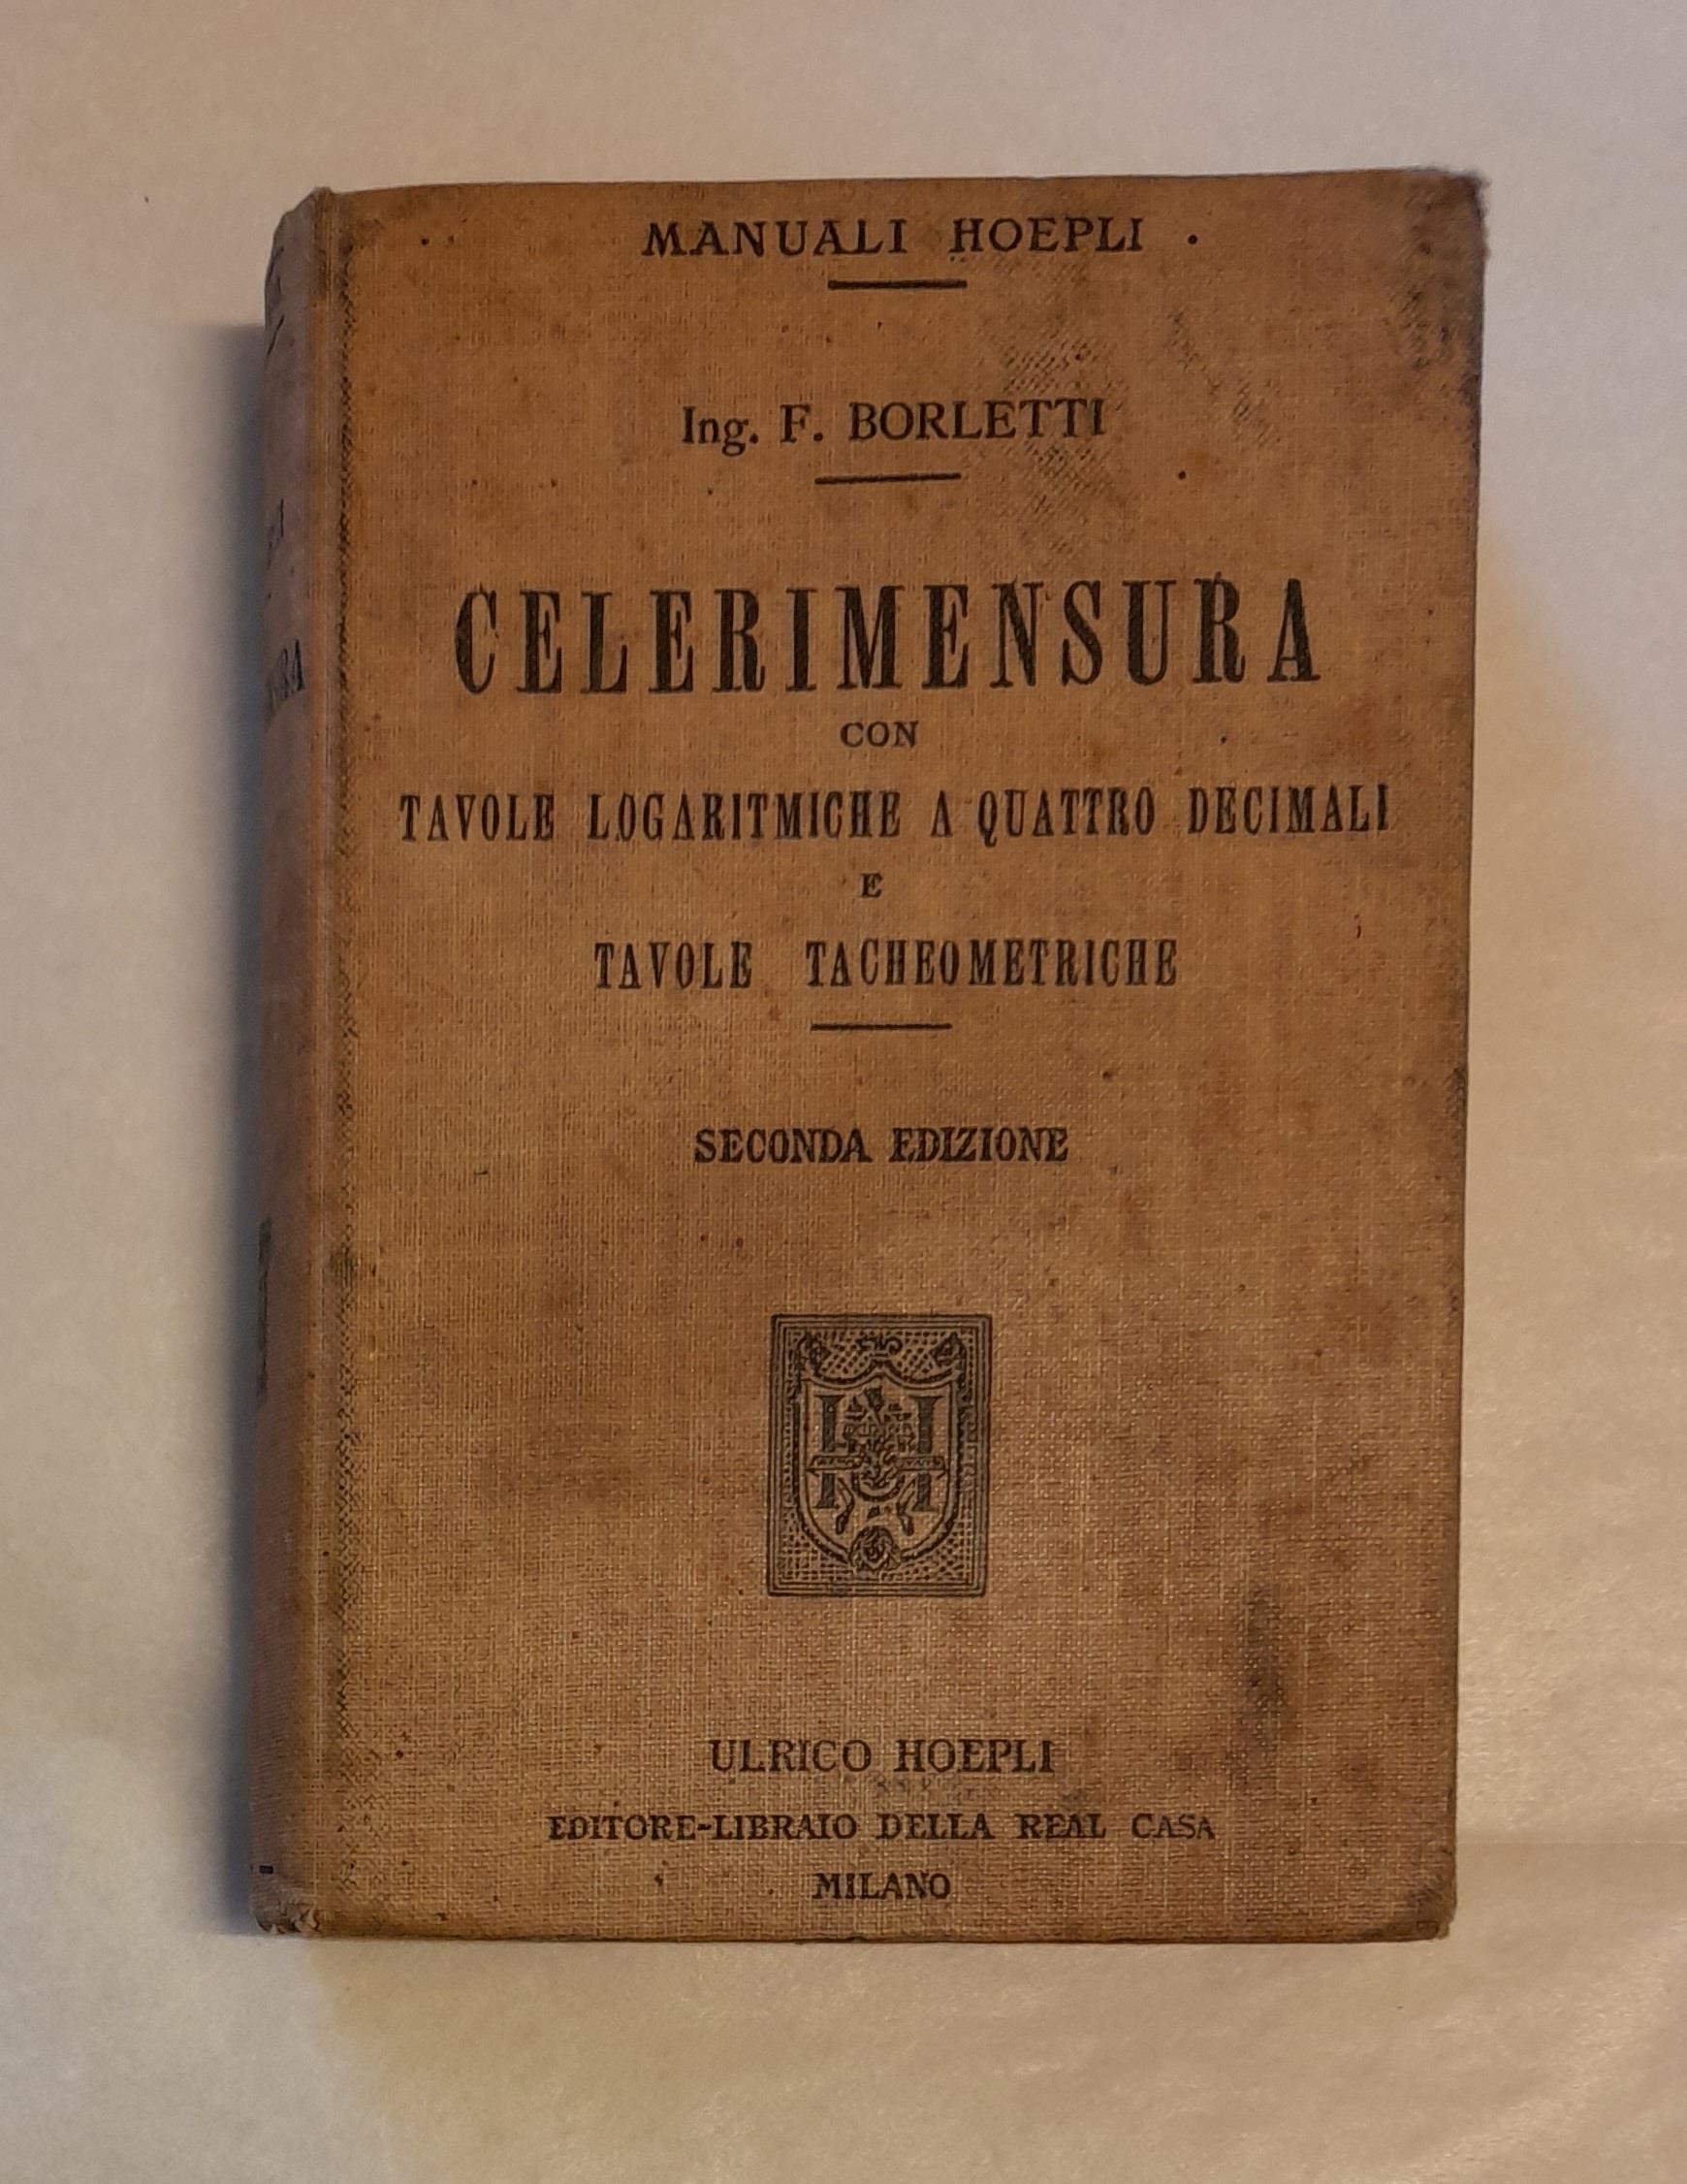 MANUALI HOEPLI
Ing. F. BORLETTI
CELERIMENSURA
CON
TAVOLE LOGARITMICHE A QUATTRO DECIMALI
E
TAVOLE TACHEOMETRICHE
SECONDA EDIZIONE
ULRICO HOEPLI
EDITORE-LIBRAIO DELLA REAL CASA
MILANO